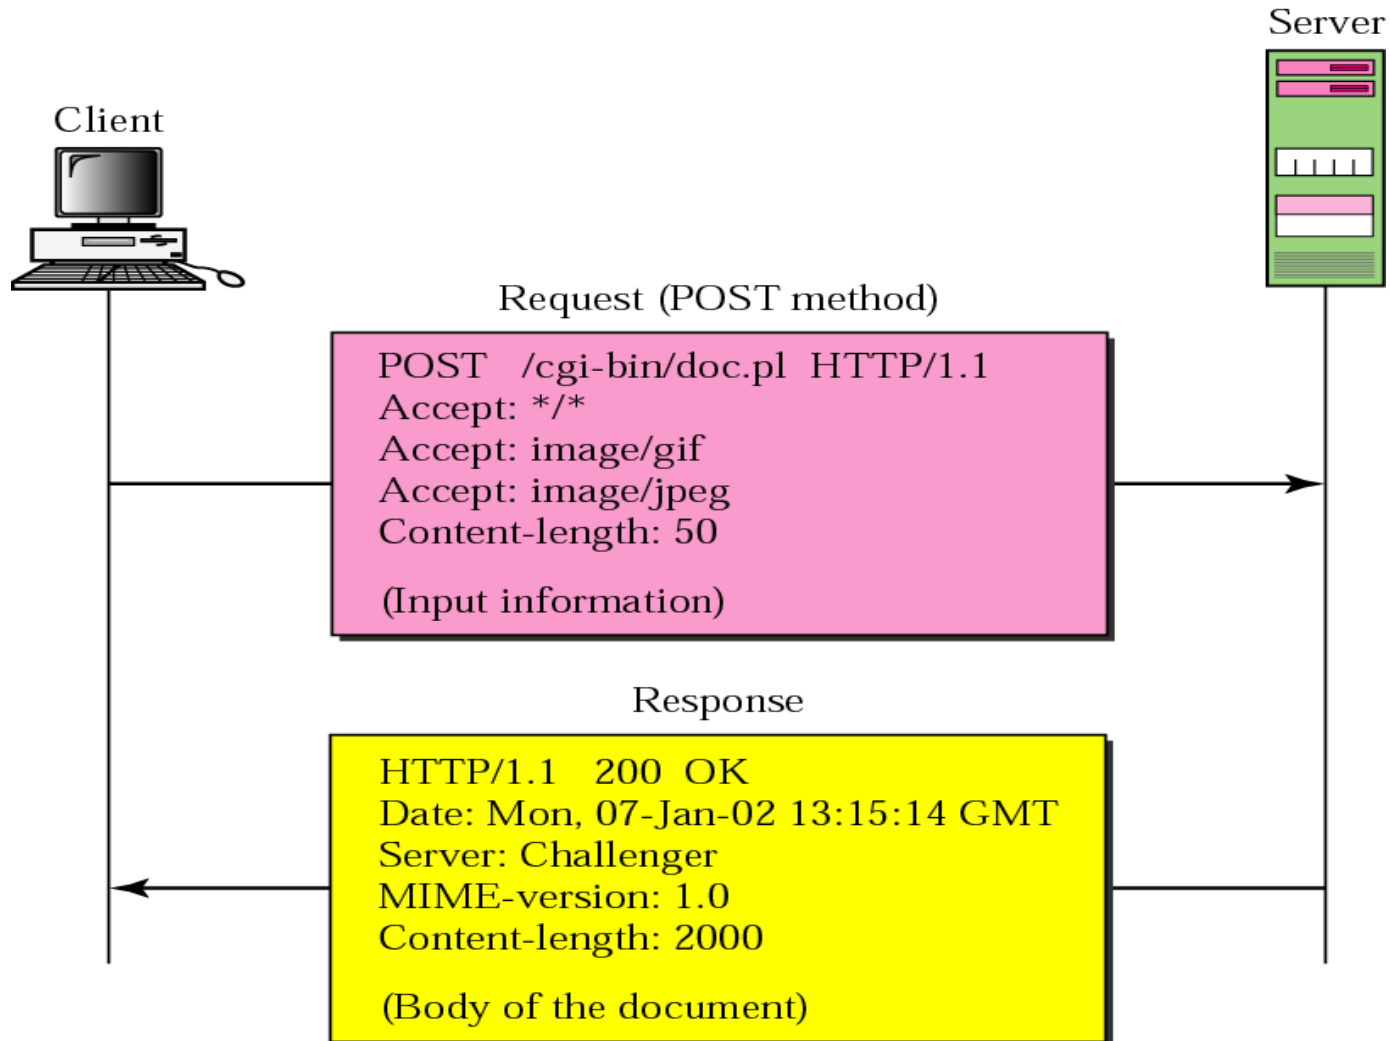 Server
Client
Request (POST method)
POST /cgi-bin/doc.pl HTTP/1.1
Accept: */*
Accept: image/gif
Accept: image/jpeg
Content-length: 50
(Input information)
Response
HTTP/1.1 200 OK
Date: Mon, 07-Jan-02 13:15:14 GMT
Server: Challenger
MIME-version: 1.0
Content-length: 2000
(Body of the document)